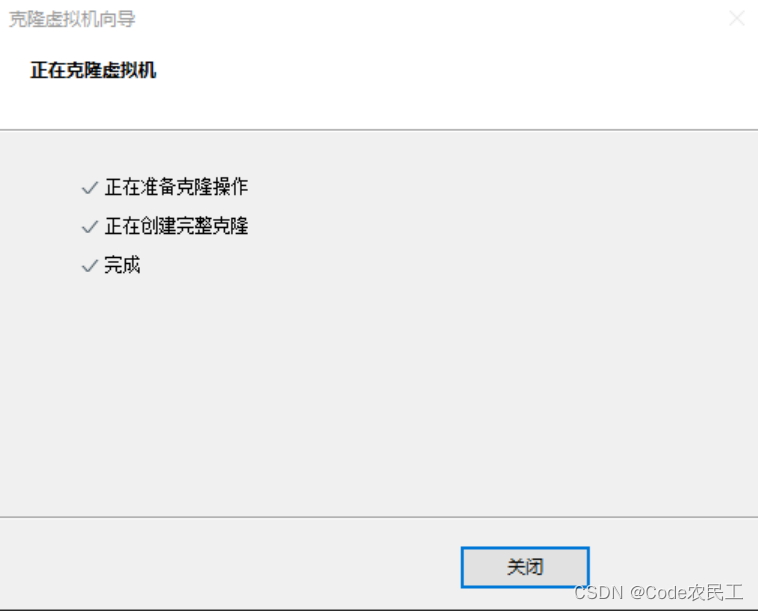 克隆虚拟机向导
正在克隆虚拟机
正在准备克隆操作
正在创建完整克隆
完成
关闭
CSDN @Code农民工